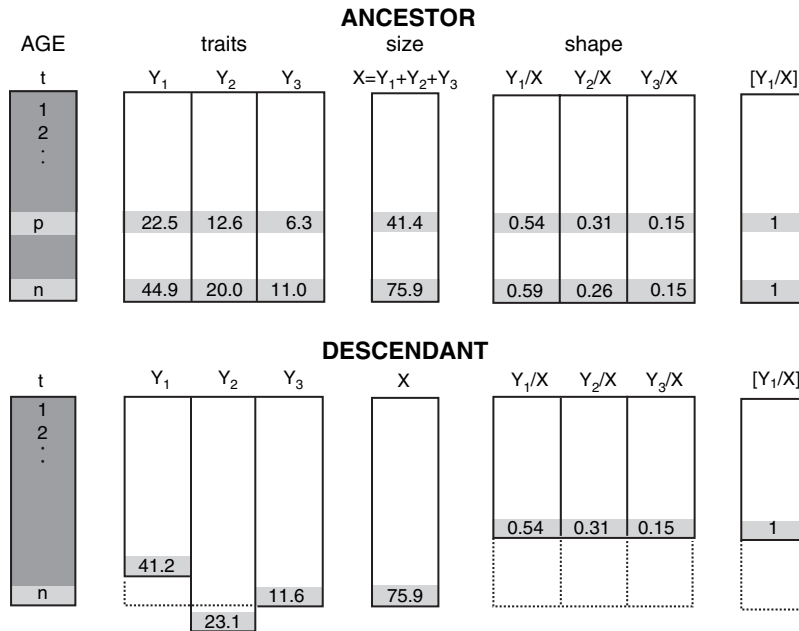 ANCESTOR
AGE traits size shape
t Y₁ Y₂ Y₃ X=Y₁+Y₂+Y₃ Y₁/X Y₂/X Y₃/X [Y₁/X]
1
2
:
p 22.5 12.6 6.3 41.4 0.54 0.31 0.15 1
n 44.9 20.0 11.0 75.9 0.59 0.26 0.15 1
DESCENDANT
t Y₁ Y₂ Y₃ X Y₁/X Y₂/X Y₃/X [Y₁/X]
1
2
:
0.54 0.31 0.15 1
41.2
n 11.6 75.9
23.1